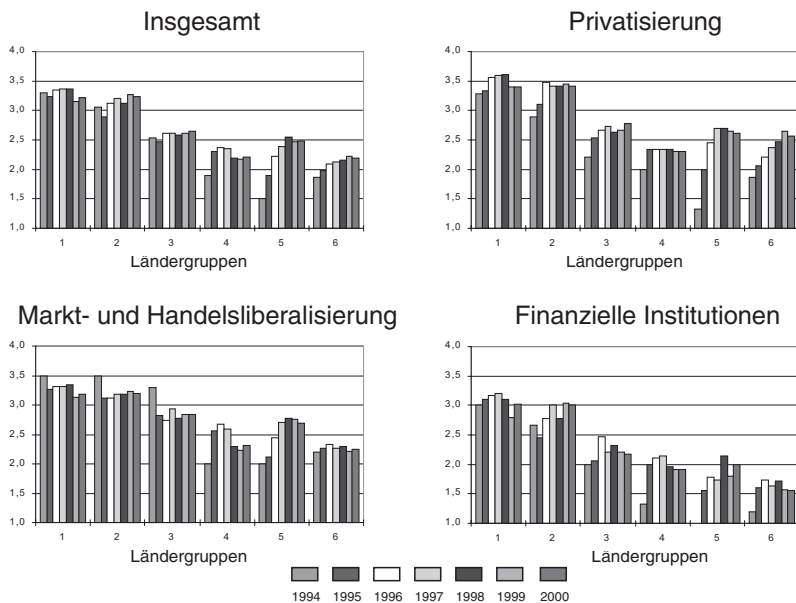 Insgesamt
4,0
3,5
3,0
2,5
2,0
1,5
1,0
1 2 3 4 5 6
Ländergruppen
Privatisierung
4,0
3,5
3,0
2,5
2,0
1,5
1,0
1 2 3 4 5 6
Ländergruppen
Markt- und Handelsliberalisierung
4,0
3,5
3,0
2,5
2,0
1,5
1,0
1 2 3 4 5 6
Ländergruppen
Finanzielle Institutionen
4,0
3,5
3,0
2,5
2,0
1,5
1,0
1 2 3 4 5 6
Ländergruppen
1994 1995 1996 1997 1998 1999 2000